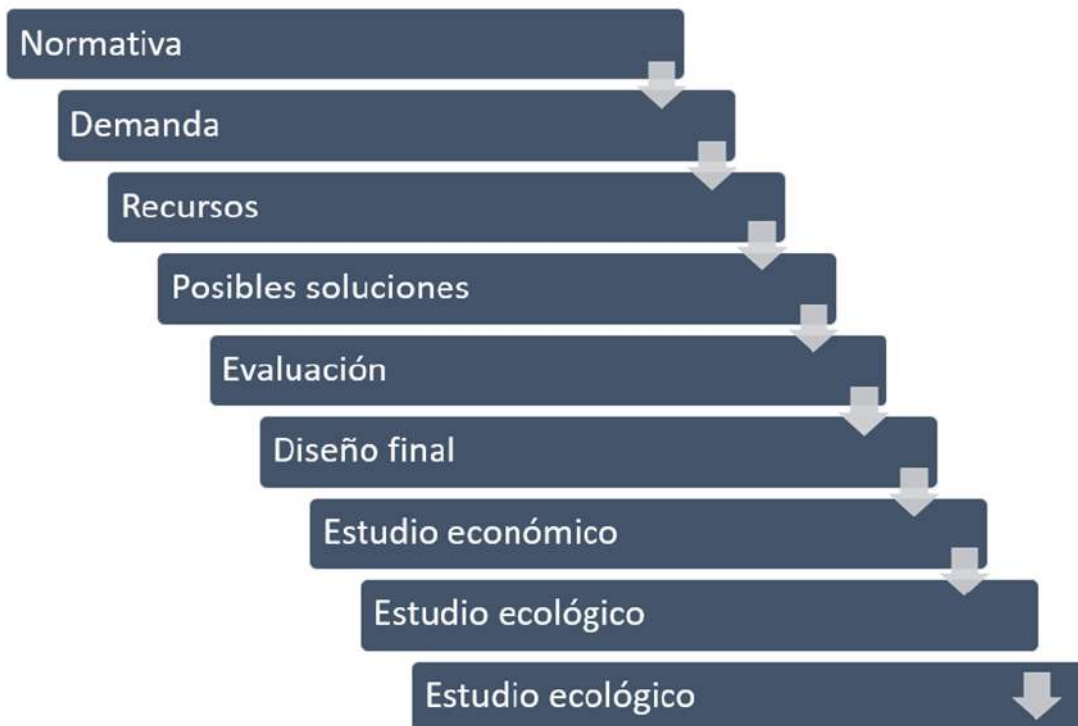 Normativa
Demanda
Recursos
Posibles soluciones
Evaluación
Diseño final
Estudio económico
Estudio ecológico
Estudio ecológico